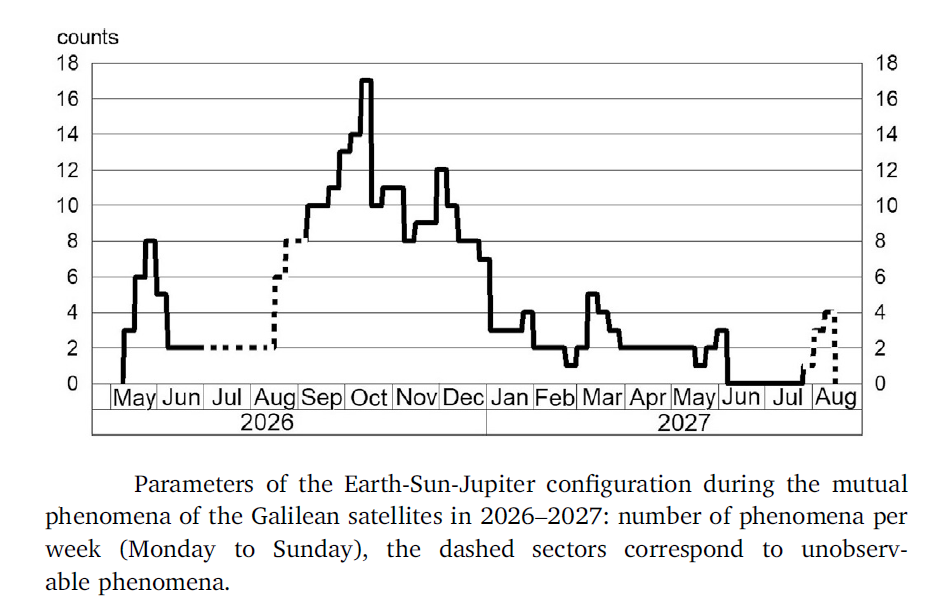 counts
18 18
16 16
14 14
12 12
10 10
8 8
6 6
4 4
2 2
0 0
May Jun Jul Aug Sep Oct Nov Dec Jan Feb Mar Apr May Jun Jul Aug
2026 2027
Parameters of the Earth-Sun-Jupiter configuration during the mutual
phenomena of the Galilean satellites in 2026–2027: number of phenomena per
week (Monday to Sunday), the dashed sectors correspond to unobserv-
able phenomena.